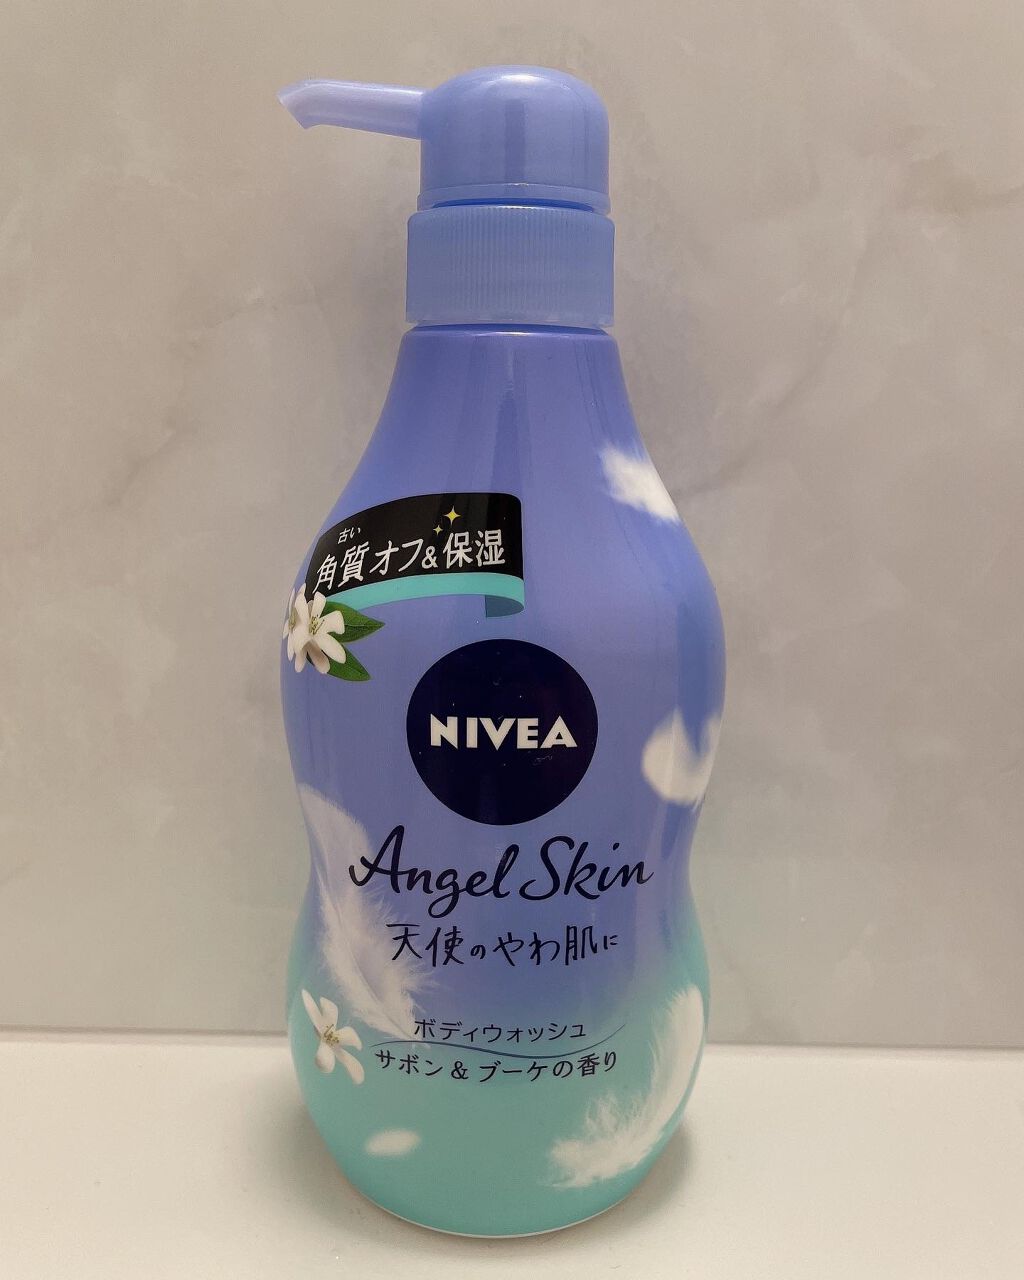 古い
角質オフ&保湿
NIVEA
Angel Skin
天使のやわ肌に
ボディウォッシュ
サボン&ブーケの香り